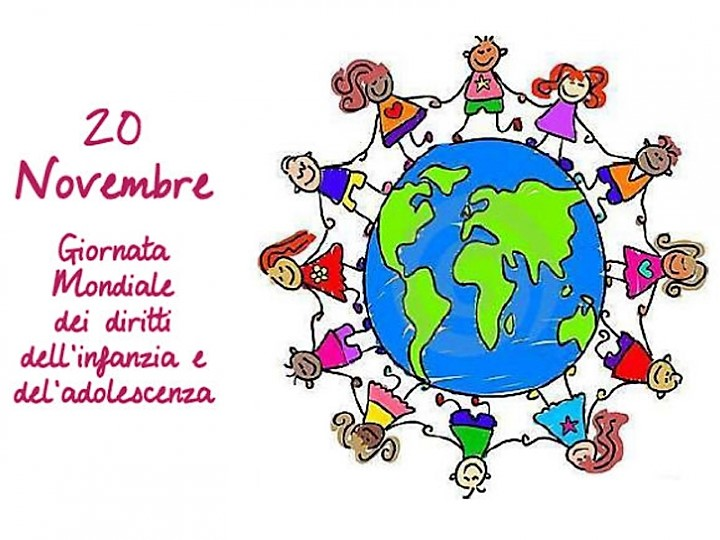 20
Novembre
Giornata
Mondiale
dei diritti
dell'infanzia e
del'adolescenza